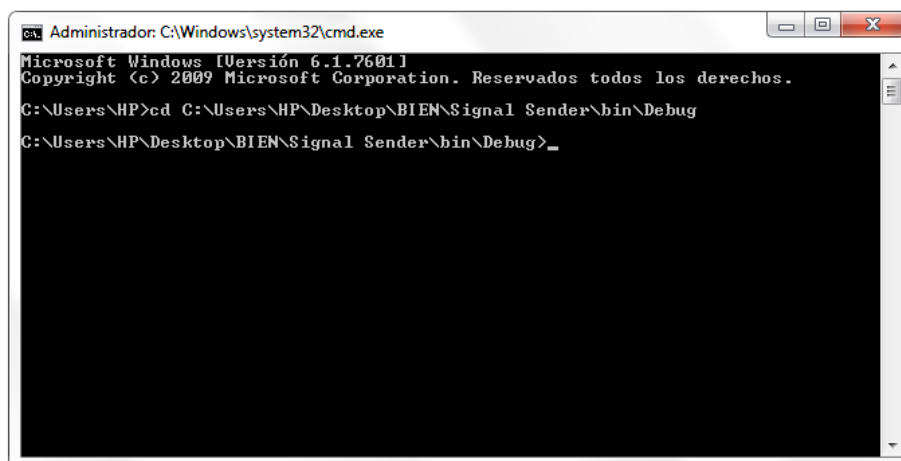 Administrador: C:\Windows\system32\cmd.exe
Microsoft Windows [Versión 6.1.7601]
Copyright (c) 2009 Microsoft Corporation. Reservados todos los derechos.
C:\Users\HP>cd C:\Users\HP\Desktop\BIEN\Signal Sender\bin\Debug
C:\Users\HP\Desktop\BIEN\Signal Sender\bin\Debug>_